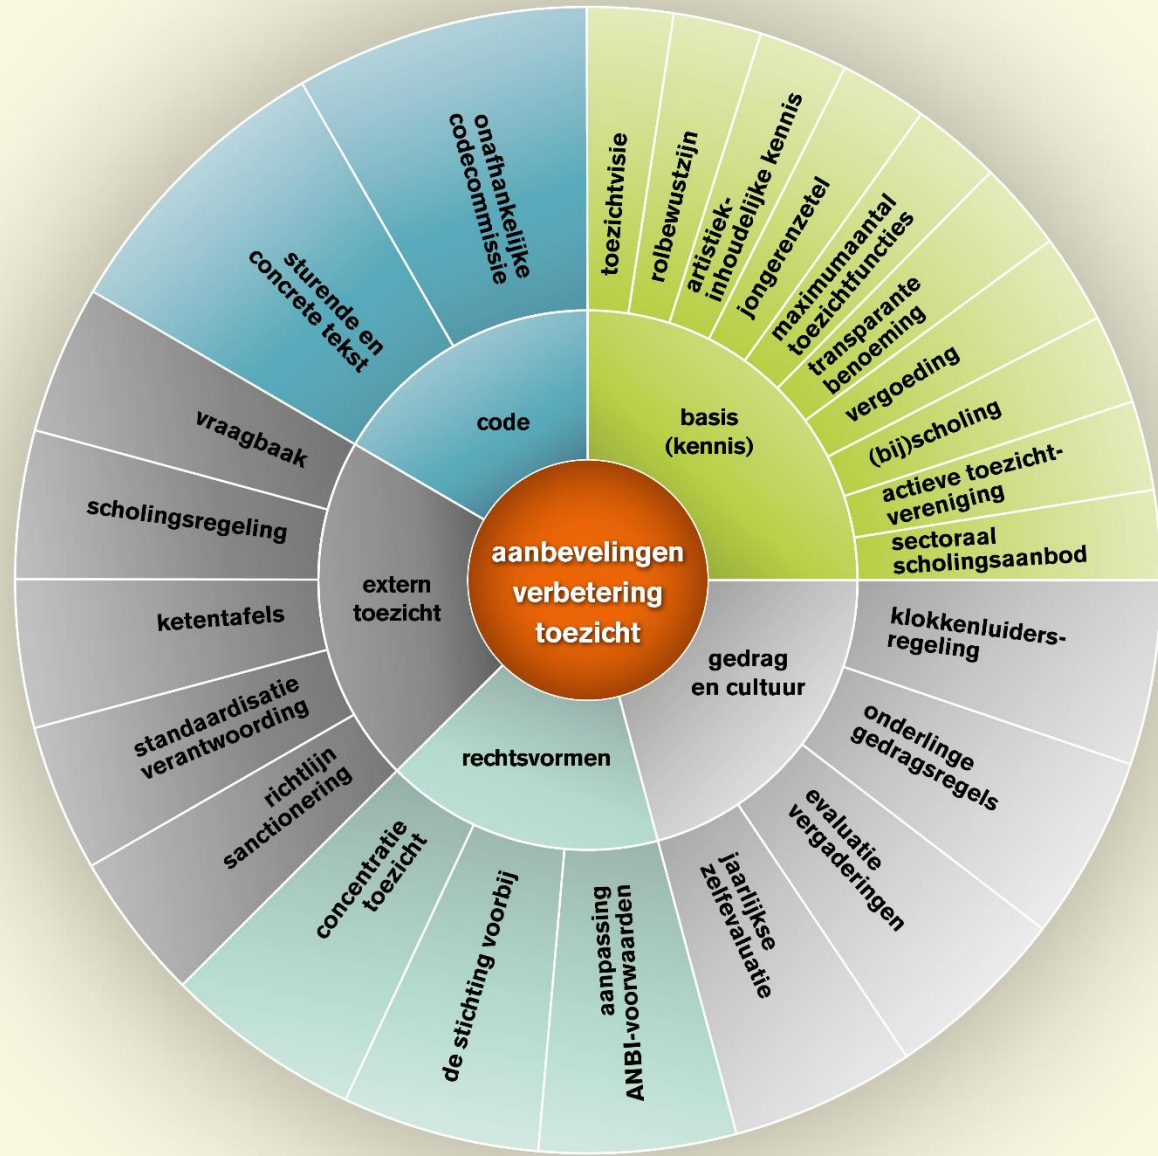 aanbevelingen
verbetering
toezicht
basis
(kennis)
toezichtvisie
rolbewustzijn
artistiek-
inhoudelijke kennis
jongerenzetel
maximumaantal
toezichtfuncties
transparante
benoeming
vergoeding
(bij)scholing
actieve toezicht-
vereniging
sectoraal
scholingsaanbod
gedrag
en cultuur
klokkenluiders-
regeling
onderlinge
gedragsregels
evaluatie
vergaderingen
jaarlijkse
zelfevaluatie
rechtsvormen
aanpassing
ANBI-voorwaarden
de stichting voorbij
concentratie
toezicht
extern
toezicht
richtlijn
sanctionering
standaardisatie
verantwoording
ketentafels
scholingsregeling
vraagbaak
code
sturende en
concrete tekst
onafhankelijke
codecommissie